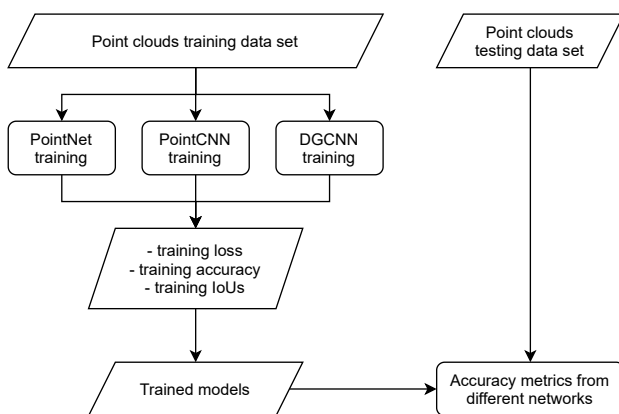 Point clouds training data set
Point clouds
testing data set
PointNet
training
PointCNN
training
DGCNN
training
- training loss
- training accuracy
- training IoUs
Trained models
Accuracy metrics from
different networks